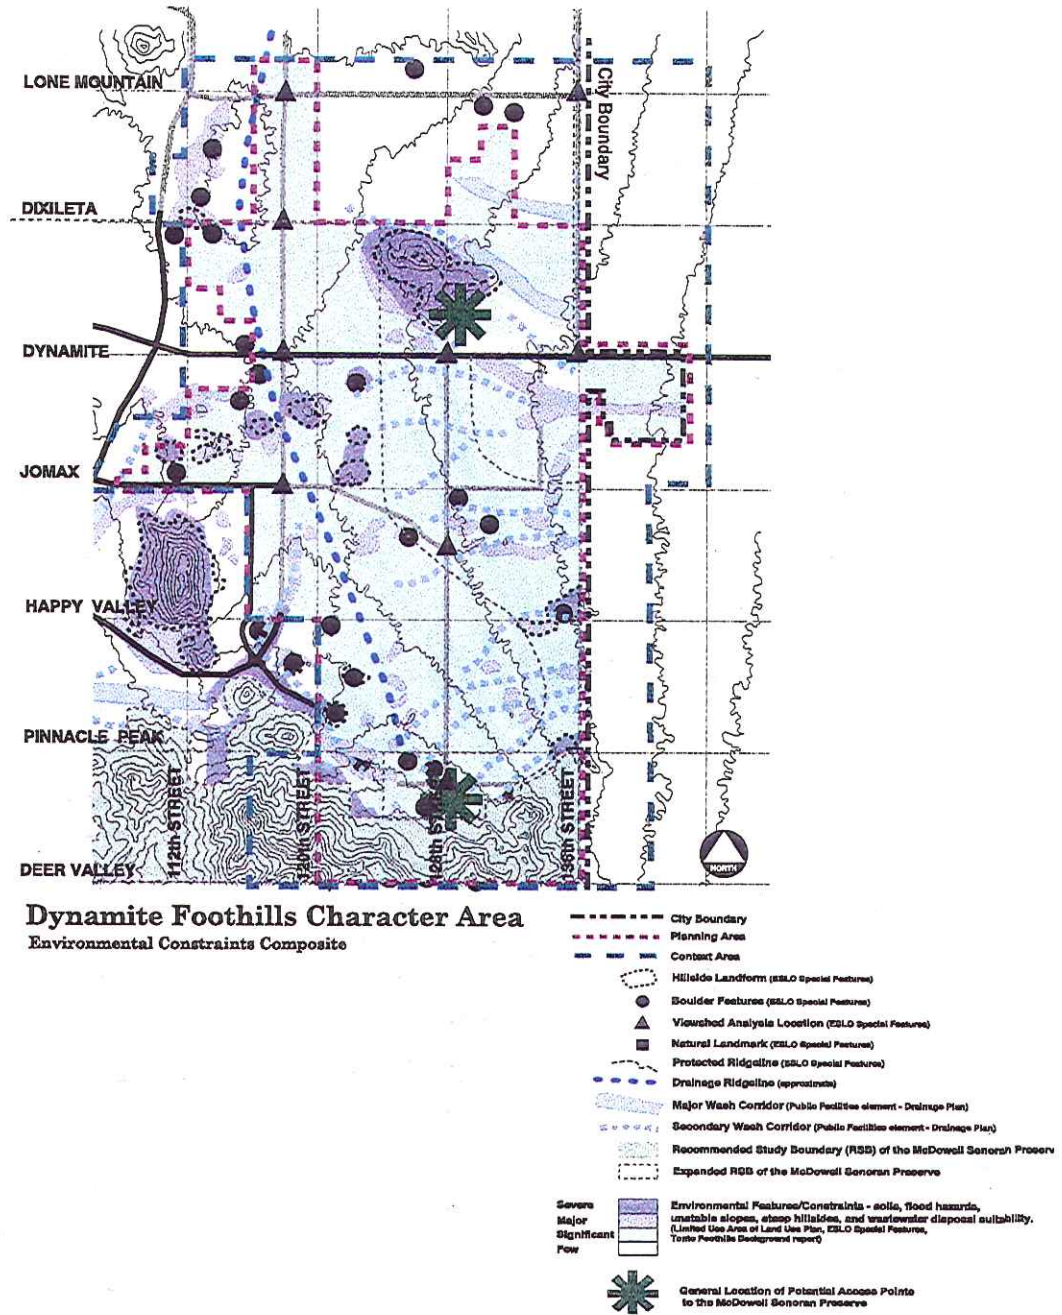 LONE MOUNTAIN
City Boundary
DIXILETA
DYNAMITE
JOMAX
HAPPY VALLEY
PINNACLE PEAK
112th STREET
120th STREET
128th STREET
136th STREET
DEER VALLEY
NORTH
Dynamite Foothills Character Area
Environmental Constraints Composite
City Boundary
Planning Area
Context Area
Hillside Landform (ESLO Special Features)
Boulder Features (ESLO Special Features)
Viewshed Analysis Location (ESLO Special Features)
Natural Landmark (ESLO Special Features)
Protected Ridgeline (ESLO Special Features)
Drainage Ridgeline (approximate)
Major Wash Corridor (Public Facilities element - Drainage Plan)
Secondary Wash Corridor (Public Facilities element - Drainage Plan)
Recommended Study Boundary (RSB) of the McDowell Sonoran Preserv
Expanded RSB of the McDowell Sonoran Preserve
Severe
Major
Significant
Few
Environmental Features/Constraints - soils, flood hazards,
unstable slopes, steep hillsides, and wastewater disposal suitability.
(Limited Use Area of Land Use Plan, ESLO Special Features,
Tonto Foothills Background report)
General Location of Potential Access Points
to the McDowell Sonoran Preserve